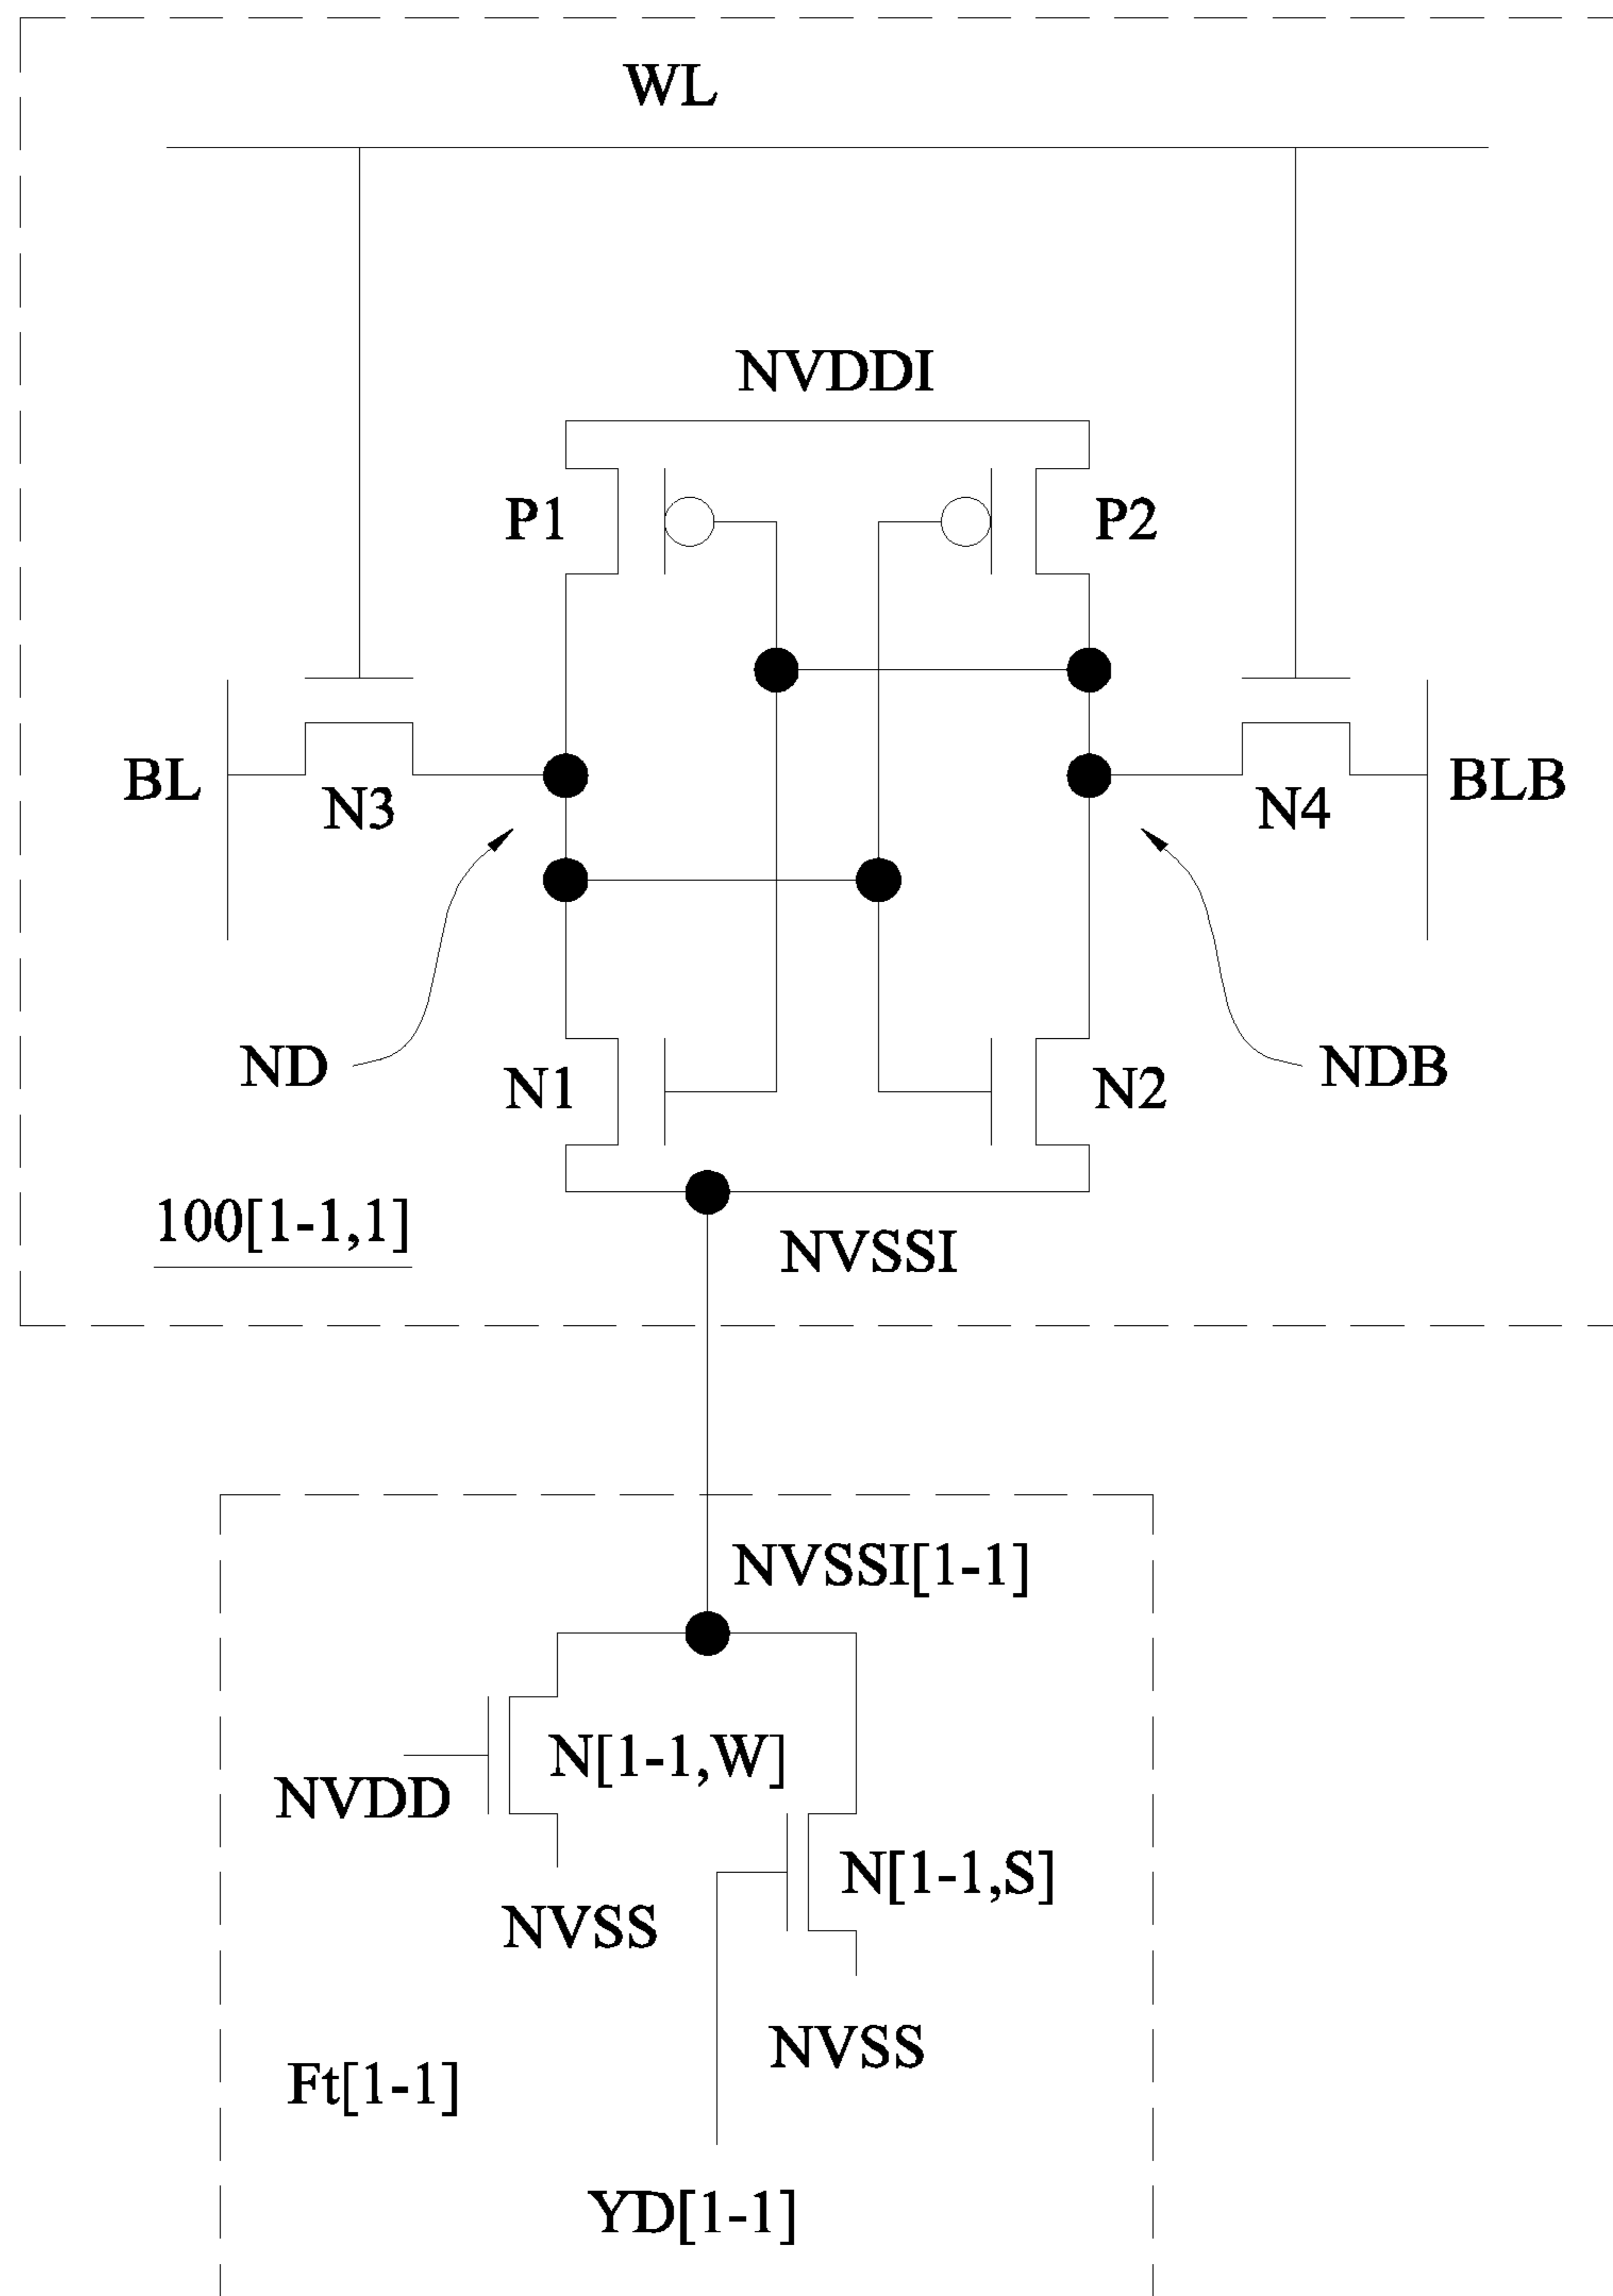 WL
NVDDI
P1
P2
BL
N3
N4
BLB
ND
N1
N2
NDB
100[1-1,1]
NVSSI
NVSSI[1-1]
N[1-1,W]
NVDD
N[1-1,S]
NVSS
NVSS
Ft[1-1]
YD[1-1]